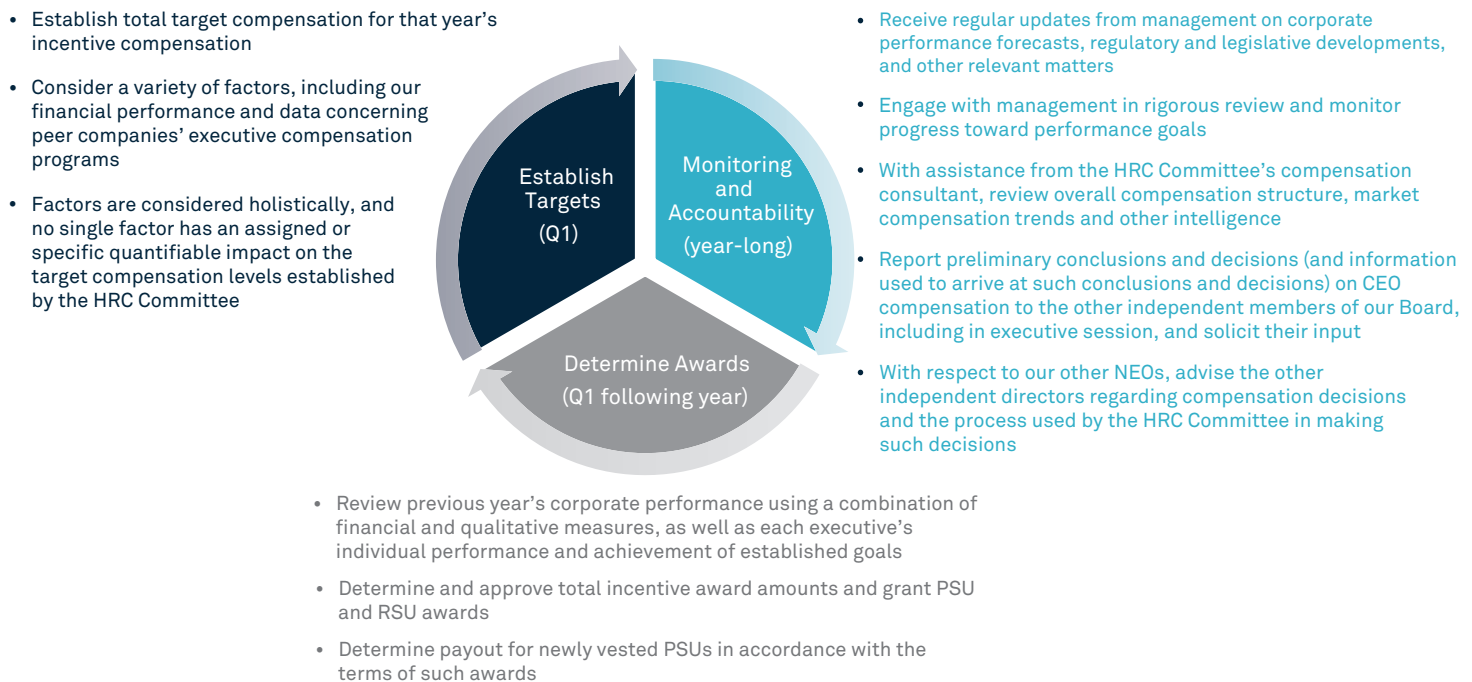 • Establish total target compensation for that year’s
incentive compensation
• Consider a variety of factors, including our
financial performance and data concerning
peer companies’ executive compensation
programs
• Factors are considered holistically, and
no single factor has an assigned or
specific quantifiable impact on the
target compensation levels established
by the HRC Committee
Establish
Targets
(Q1)
Monitoring
and
Accountability
(year-long)
Determine Awards
(Q1 following year)
• Receive regular updates from management on corporate
performance forecasts, regulatory and legislative developments,
and other relevant matters
• Engage with management in rigorous review and monitor
progress toward performance goals
• With assistance from the HRC Committee’s compensation
consultant, review overall compensation structure, market
compensation trends and other intelligence
• Report preliminary conclusions and decisions (and information
used to arrive at such conclusions and decisions) on CEO
compensation to the other independent members of our Board,
including in executive session, and solicit their input
• With respect to our other NEOs, advise the other
independent directors regarding compensation decisions
and the process used by the HRC Committee in making
such decisions
• Review previous year’s corporate performance using a combination of
financial and qualitative measures, as well as each executive’s
individual performance and achievement of established goals
• Determine and approve total incentive award amounts and grant PSU
and RSU awards
• Determine payout for newly vested PSUs in accordance with the
terms of such awards